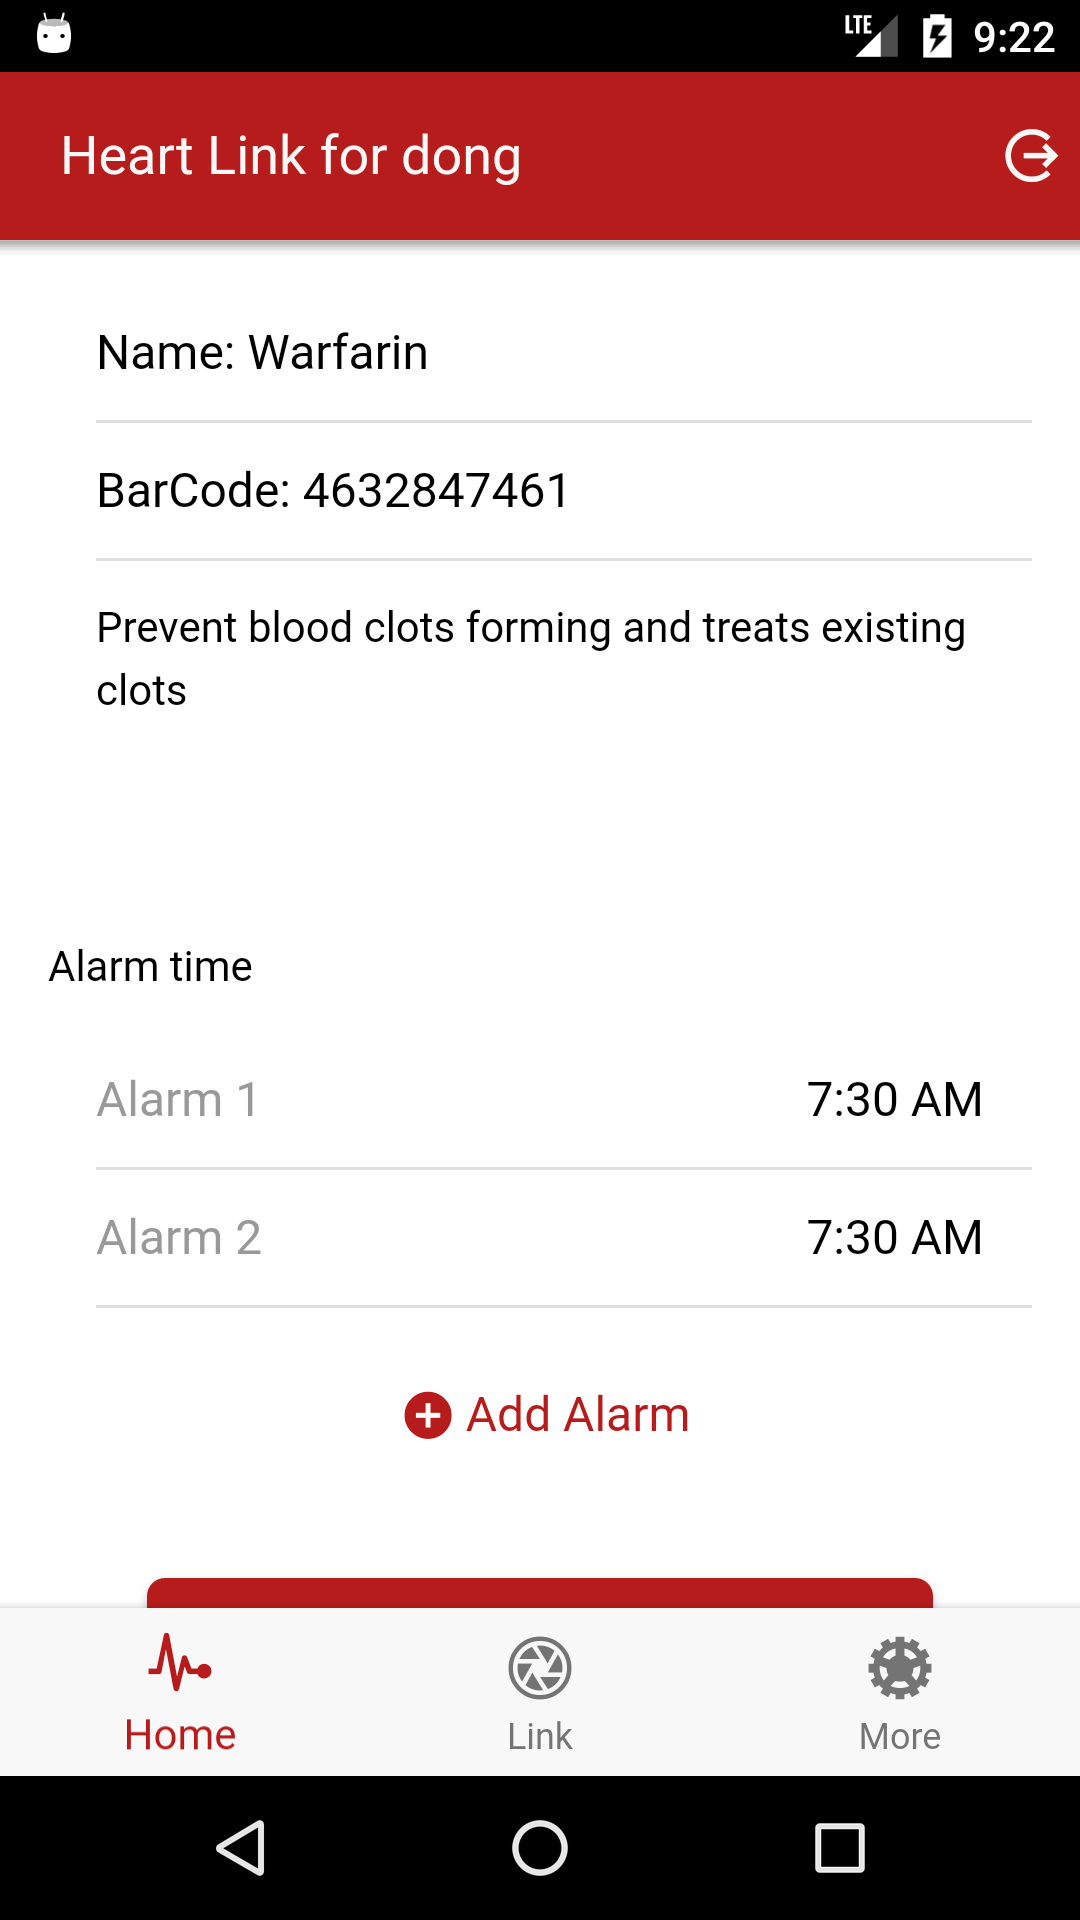 LTE 9:22
Heart Link for dong
Name: Warfarin
BarCode: 4632847461
Prevent blood clots forming and treats existing
clots
Alarm time
Alarm 1 7:30 AM
Alarm 2 7:30 AM
Add Alarm
Home Link More